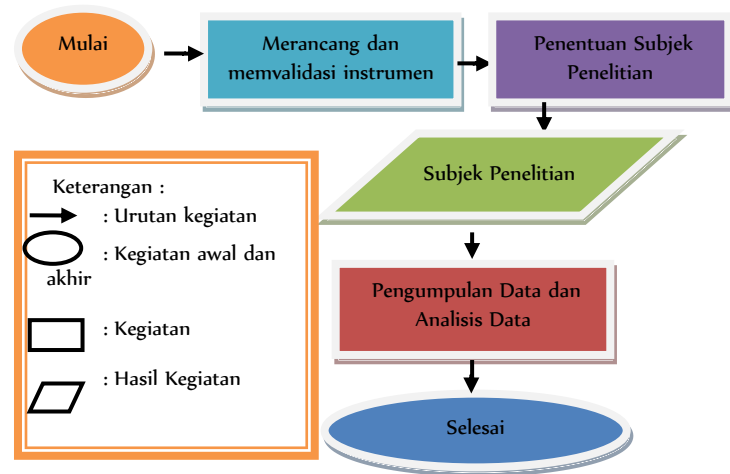 Mulai
Merancang dan
memvalidasi instrumen
Penentuan Subjek
Penelitian
Subjek Penelitian
Keterangan :
: Urutan kegiatan
: Kegiatan awal dan
akhir
: Kegiatan
: Hasil Kegiatan
Pengumpulan Data dan
Analisis Data
Selesai